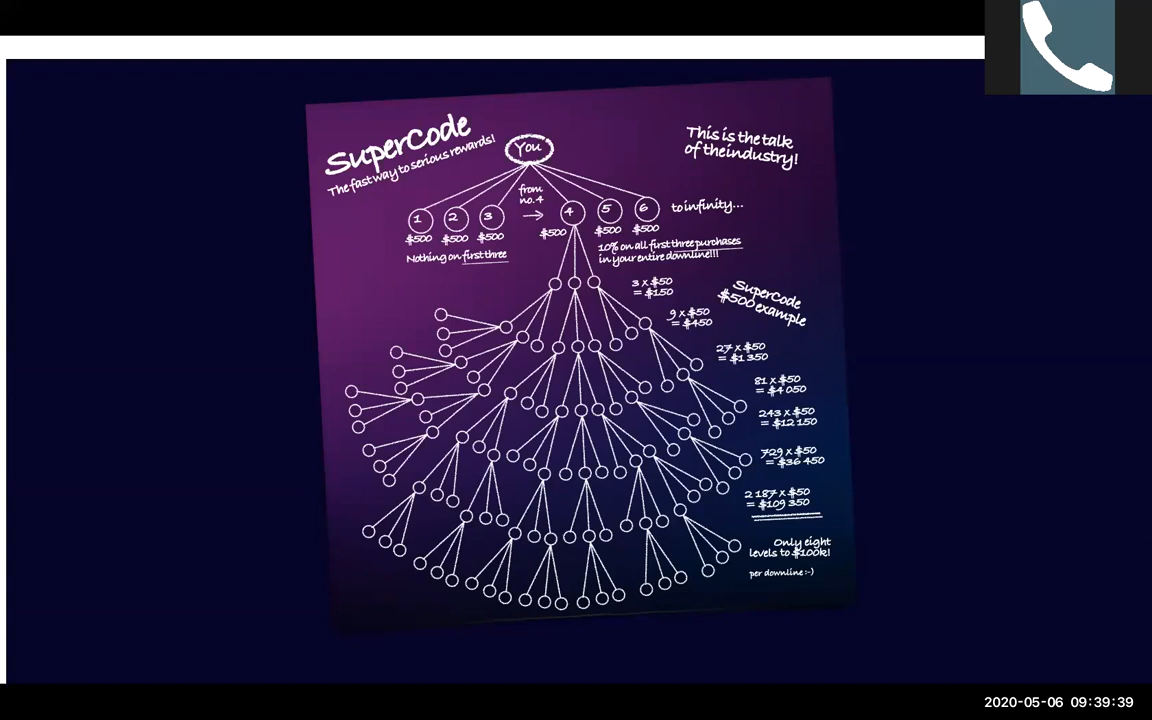 SuperCode
The fast way to serious rewards!
You
This is the talk
of the industry!
from
no. 4
1
2
3
4
5
6
to infinity...
$500
$500
$500
$500
$500
$500
Nothing on first three
10% on all first three purchases
in your entire downline!!!
3 x $50
= $150
SuperCode
$500 example
9 x $50
= $450
27 x $50
= $1 350
81 x $50
= $4 050
243 x $50
= $12 150
729 x $50
= $36 450
2 187 x $50
= $109 350
Only eight
levels to $100k!
per downline :-)
2020-05-06 09:39:39